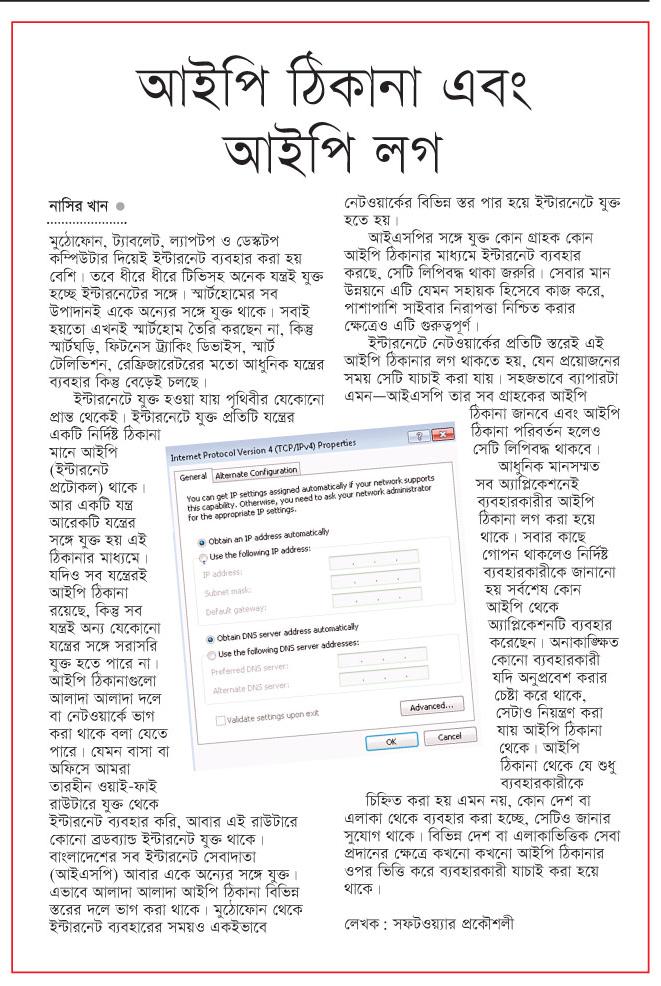 আইপি ঠিকানা এবং
আইপি লগ
নাসির খান ●
মুঠোফোন, ট্যাবলেট, ল্যাপটপ ও ডেস্কটপ
কম্পিউটার দিয়েই ইন্টারনেট ব্যবহার করা হয়
বেশি। তবে ধীরে ধীরে টিভিসহ অনেক যন্ত্রই যুক্ত
হচ্ছে ইন্টারনেটের সঙ্গে। স্মার্টহোমের সব
উপাদানই একে অন্যের সঙ্গে যুক্ত থাকে। সবাই
হয়তো এখনই স্মার্টহোম তৈরি করছেন না, কিন্তু
স্মার্টঘড়ি, ফিটনেস ট্র্যাকিং ডিভাইস, স্মার্ট
টেলিভিশন, রেফ্রিজারেটরের মতো আধুনিক যন্ত্রের
ব্যবহার কিন্তু বেড়েই চলছে।
ইন্টারনেটে যুক্ত হওয়া যায় পৃথিবীর যেকোনো
প্রান্ত থেকেই। ইন্টারনেটে যুক্ত প্রতিটি যন্ত্রের
একটি নির্দিষ্ট ঠিকানা
মানে আইপি
(ইন্টারনেট
প্রটোকল) থাকে।
আর একটি যন্ত্র
আরেকটি যন্ত্রের
সঙ্গে যুক্ত হয় এই
ঠিকানার মাধ্যমে।
যদিও সব যন্ত্রেরই
আইপি ঠিকানা
রয়েছে, কিন্তু সব
যন্ত্রই অন্য যেকোনো
যন্ত্রের সঙ্গে সরাসরি
যুক্ত হতে পারে না।
আইপি ঠিকানাগুলো
আলাদা আলাদা দলে
বা নেটওয়ার্কে ভাগ
করা থাকে বলা যেতে
পারে। যেমন বাসা বা
অফিসে আমরা
তারহীন ওয়াই-ফাই
রাউটারে যুক্ত থেকে
ইন্টারনেট ব্যবহার করি, আবার এই রাউটারে
কোনো ব্রডব্যান্ড ইন্টারনেট যুক্ত থাকে।
বাংলাদেশের সব ইন্টারনেট সেবাদাতা
(আইএসপি) আবার একে অন্যের সঙ্গে যুক্ত।
এভাবে আলাদা আলাদা আইপি ঠিকানা বিভিন্ন
স্তরের দলে ভাগ করা থাকে। মুঠোফোন থেকে
ইন্টারনেট ব্যবহারের সময়ও একইভাবে
নেটওয়ার্কের বিভিন্ন স্তর পার হয়ে ইন্টারনেটে যুক্ত
হতে হয়।
আইএসপির সঙ্গে যুক্ত কোন গ্রাহক কোন
আইপি ঠিকানার মাধ্যমে ইন্টারনেট ব্যবহার
করছে, সেটি লিপিবদ্ধ থাকা জরুরি। সেবার মান
উন্নয়নে এটি যেমন সহায়ক হিসেবে কাজ করে,
পাশাপাশি সাইবার নিরাপত্তা নিশ্চিত করার
ক্ষেত্রেও এটি গুরুত্বপূর্ণ।
ইন্টারনেটে নেটওয়ার্কের প্রতিটি স্তরেই এই
আইপি ঠিকানার লগ থাকতে হয়, যেন প্রয়োজনের
সময় সেটি যাচাই করা যায়। সহজভাবে ব্যাপারটা
এমন—আইএসপি তার সব গ্রাহকের আইপি
ঠিকানা জানবে এবং আইপি
ঠিকানা পরিবর্তন হলেও
সেটি লিপিবদ্ধ থাকবে।
আধুনিক মানসম্মত
সব অ্যাপ্লিকেশনেই
ব্যবহারকারীর আইপি
ঠিকানা লগ করা হয়ে
থাকে। সবার কাছে
গোপন থাকলেও নির্দিষ্ট
ব্যবহারকারীকে জানানো
হয় সর্বশেষ কোন
আইপি থেকে
অ্যাপ্লিকেশনটি ব্যবহার
করেছেন। অনাকাঙ্ক্ষিত
কোনো ব্যবহারকারী
যদি অনুপ্রবেশ করার
চেষ্টা করে থাকে,
সেটাও নিয়ন্ত্রণ করা
যায় আইপি ঠিকানা
থেকে। আইপি
ঠিকানা থেকে যে শুধু
ব্যবহারকারীকে
চিহ্নিত করা হয় এমন নয়, কোন দেশ বা
এলাকা থেকে ব্যবহার করা হচ্ছে, সেটিও জানার
সুযোগ থাকে। বিভিন্ন দেশ বা এলাকাভিত্তিক সেবা
প্রদানের ক্ষেত্রে কখনো কখনো আইপি ঠিকানার
ওপর ভিত্তি করে ব্যবহারকারী যাচাই করা হয়ে
থাকে।
লেখক : সফটওয়্যার প্রকৌশলী
Internet Protocol Version 4 (TCP/IPv4) Properties
General Alternate Configuration
You can get IP settings assigned automatically if your network supports
this capability. Otherwise, you need to ask your network administrator
for the appropriate IP settings.
Obtain an IP address automatically
Use the following IP address:
IP address:
Subnet mask:
Default gateway:
Obtain DNS server address automatically
Use the following DNS server addresses:
Preferred DNS server:
Alternate DNS server:
Validate settings upon exit
Advanced...
OK Cancel